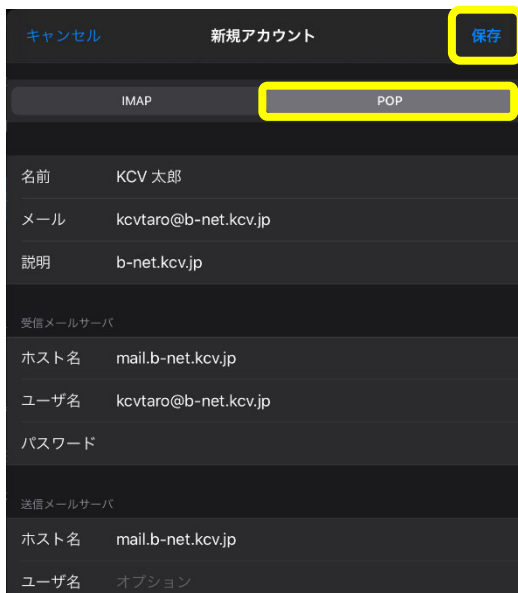 キャンセル 新規アカウント 保存
IMAP POP
名前 KCV 太郎
メール kcvtaro@b-net.kcv.jp
説明 b-net.kcv.jp
受信メールサーバ
ホスト名 mail.b-net.kcv.jp
ユーザ名 kcvtaro@b-net.kcv.jp
パスワード
送信メールサーバ
ホスト名 mail.b-net.kcv.jp
ユーザ名 オプション